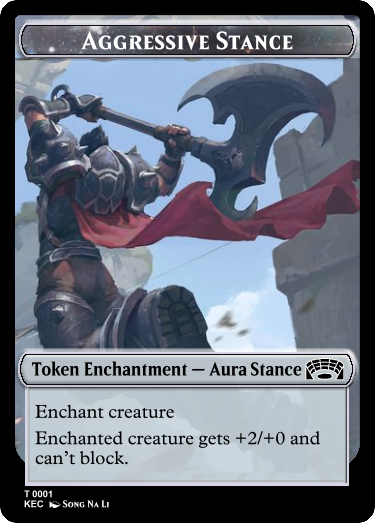 Aggressive Stance
Token Enchantment — Aura Stance
Enchant creature
Enchanted creature gets +2/+0 and
can't block.
T 0001
KEC Song Na Li